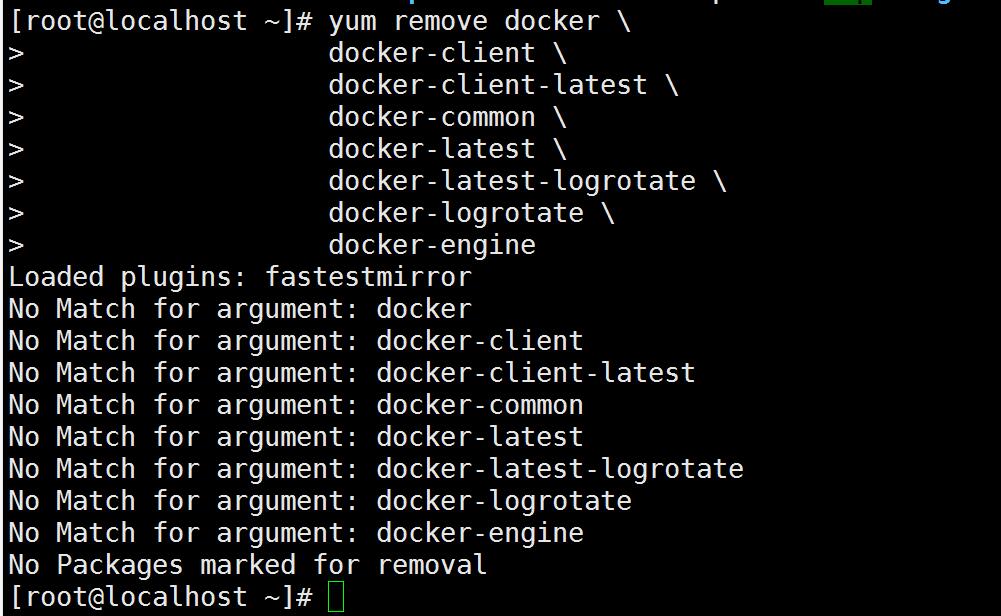 [root@localhost ~]# yum remove docker \
>                   docker-client \
>                   docker-client-latest \
>                   docker-common \
>                   docker-latest \
>                   docker-latest-logrotate \
>                   docker-logrotate \
>                   docker-engine
Loaded plugins: fastestmirror
No Match for argument: docker
No Match for argument: docker-client
No Match for argument: docker-client-latest
No Match for argument: docker-common
No Match for argument: docker-latest
No Match for argument: docker-latest-logrotate
No Match for argument: docker-logrotate
No Match for argument: docker-engine
No Packages marked for removal
[root@localhost ~]#